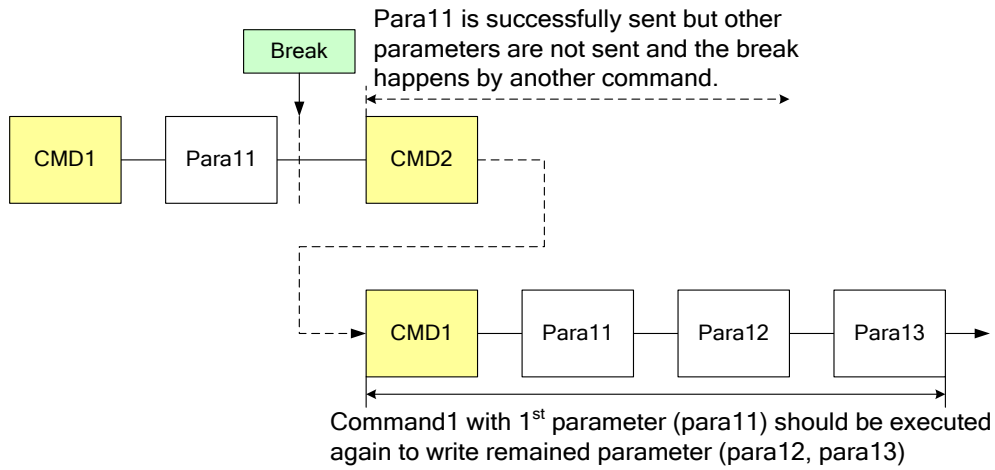 Para11 is successfully sent but other
parameters are not sent and the break
happens by another command.
Break
CMD1
Para11
CMD2
CMD1
Para11
Para12
Para13
Command1 with 1st parameter (para11) should be executed
again to write remained parameter (para12, para13)